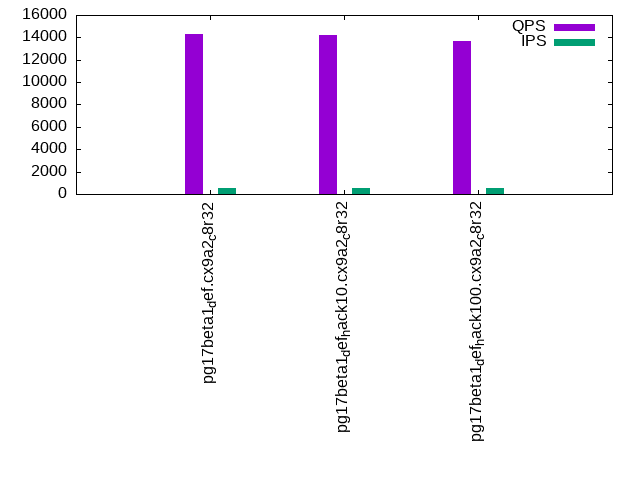 16000
14000
12000
10000
8000
6000
4000
2000
0
QPS
IPS
pg17beta1def.cx9a2c8r32
pg17beta1defhack10.cx9a2c8r32
pg17beta1defhack100.cx9a2c8r32